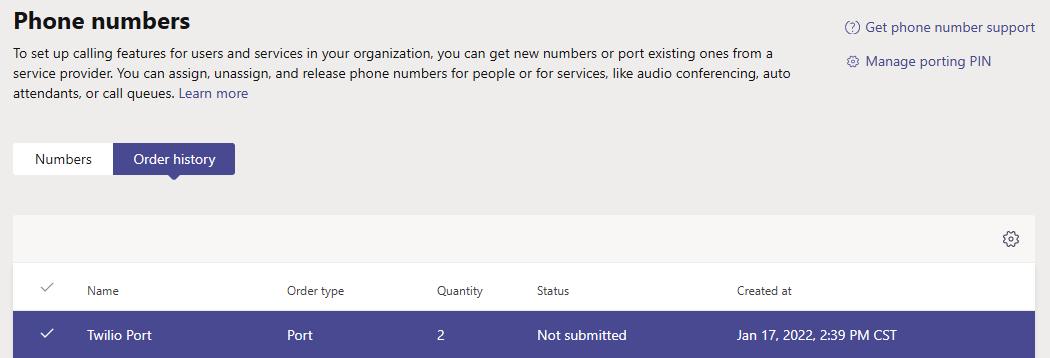 Phone numbers
Get phone number support
To set up calling features for users and services in your organization, you can get new numbers or port existing ones from a
service provider. You can assign, unassign, and release phone numbers for people or for services, like audio conferencing, auto
attendants, or call queues. Learn more
Manage porting PIN
Numbers
Order history
Name Order type Quantity Status Created at
Twilio Port Port 2 Not submitted Jan 17, 2022, 2:39 PM CST